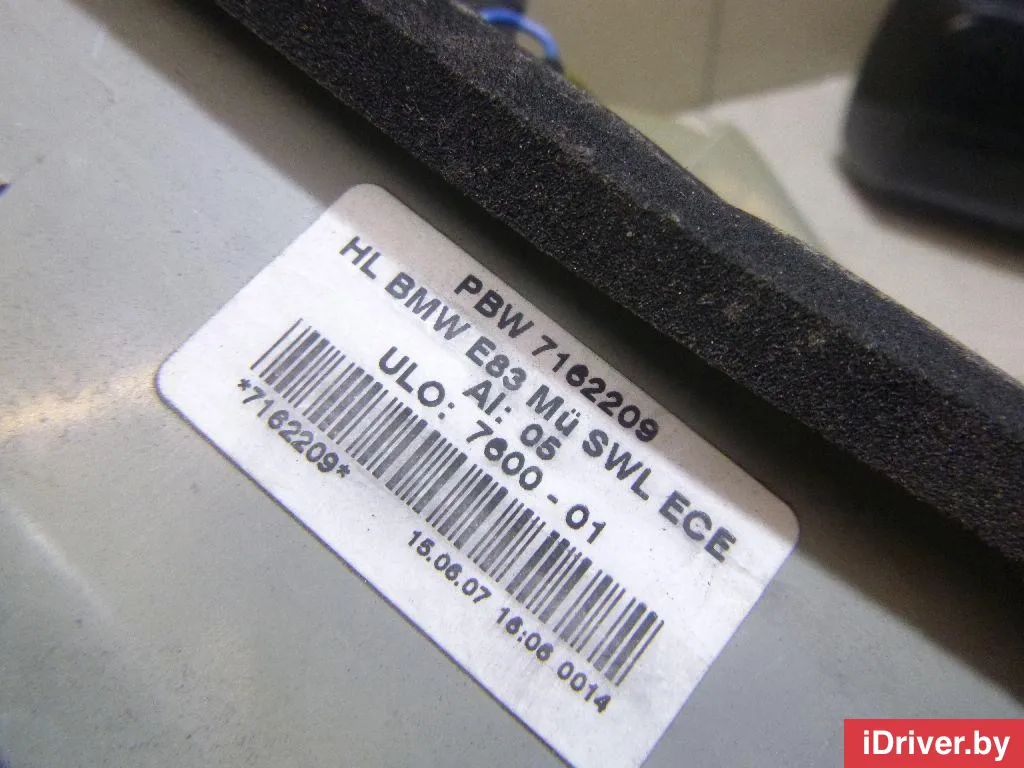 PBW 7162209
HL BMW E83 Mü SWL ECE
AI: 05
ULO: 7600 - 01
*7162209*
15.06.07 16:06 0014
iDriver.by